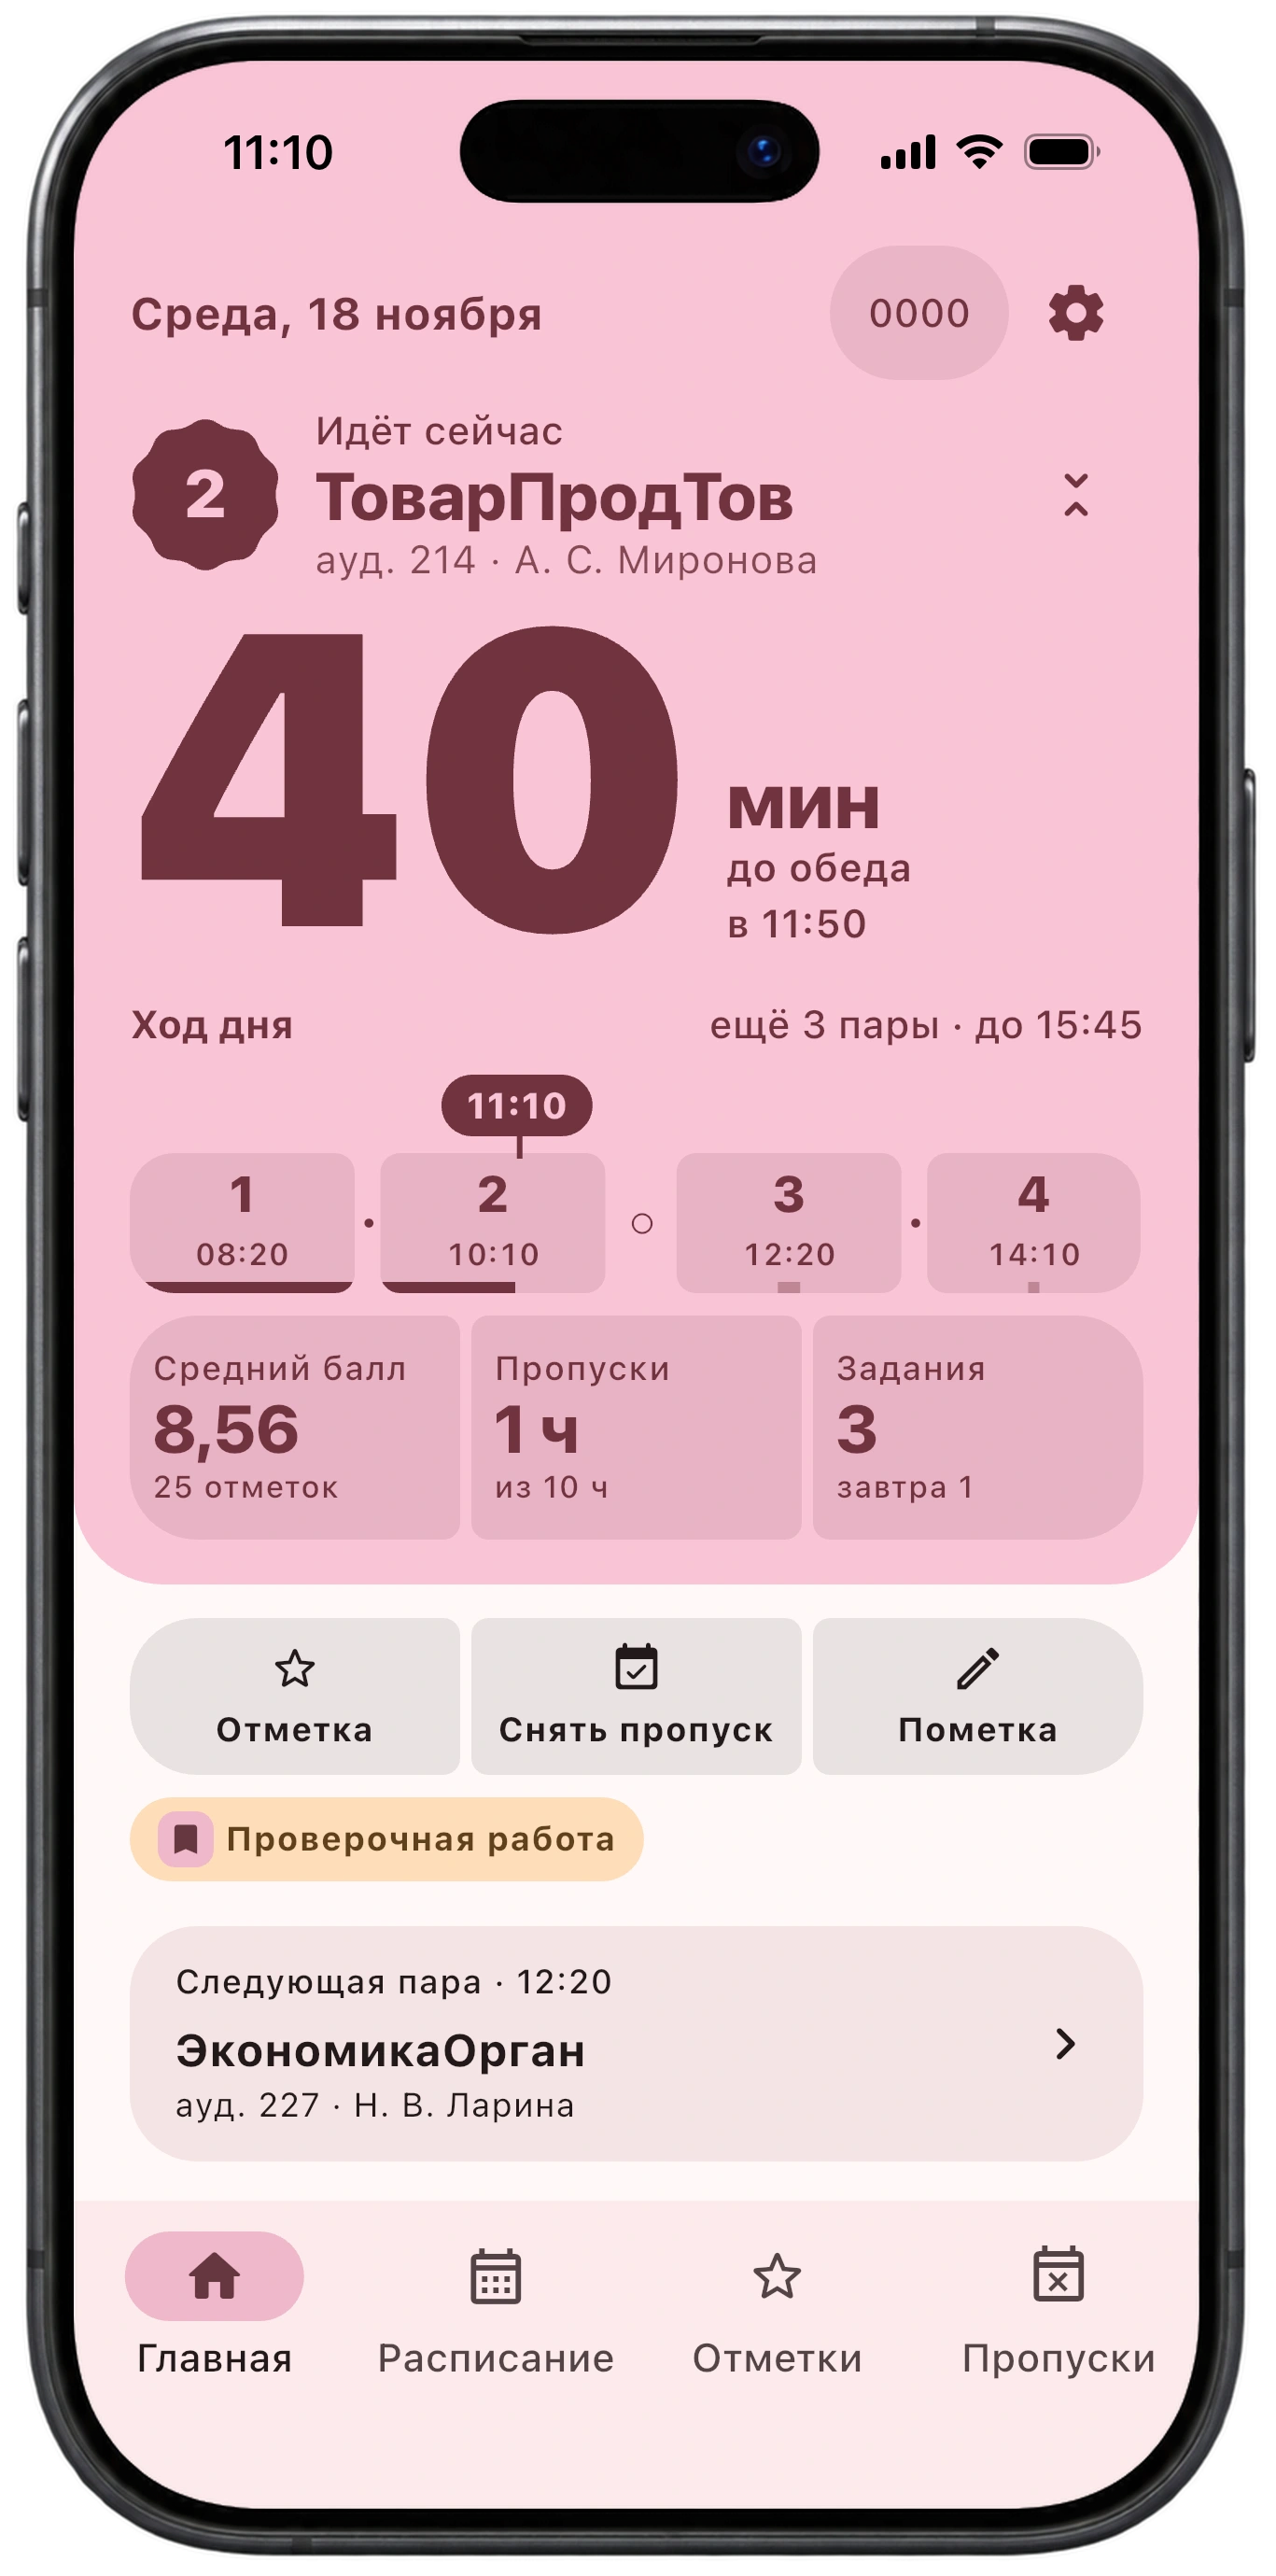 11:10
Среда, 18 ноября
0000
2
Идёт сейчас
ТоварПродТов
ауд. 214 · А. С. Миронова
40
мин
до обеда
в 11:50
Ход дня
ещё 3 пары · до 15:45
11:10
1
08:20
2
10:10
3
12:20
4
14:10
Средний балл
8,56
25 отметок
Пропуски
1 ч
из 10 ч
Задания
3
завтра 1
Отметка
Снять пропуск
Пометка
Проверочная работа
Следующая пара · 12:20
ЭкономикаОрган
ауд. 227 · Н. В. Ларина
Главная
Расписание
Отметки
Пропуски